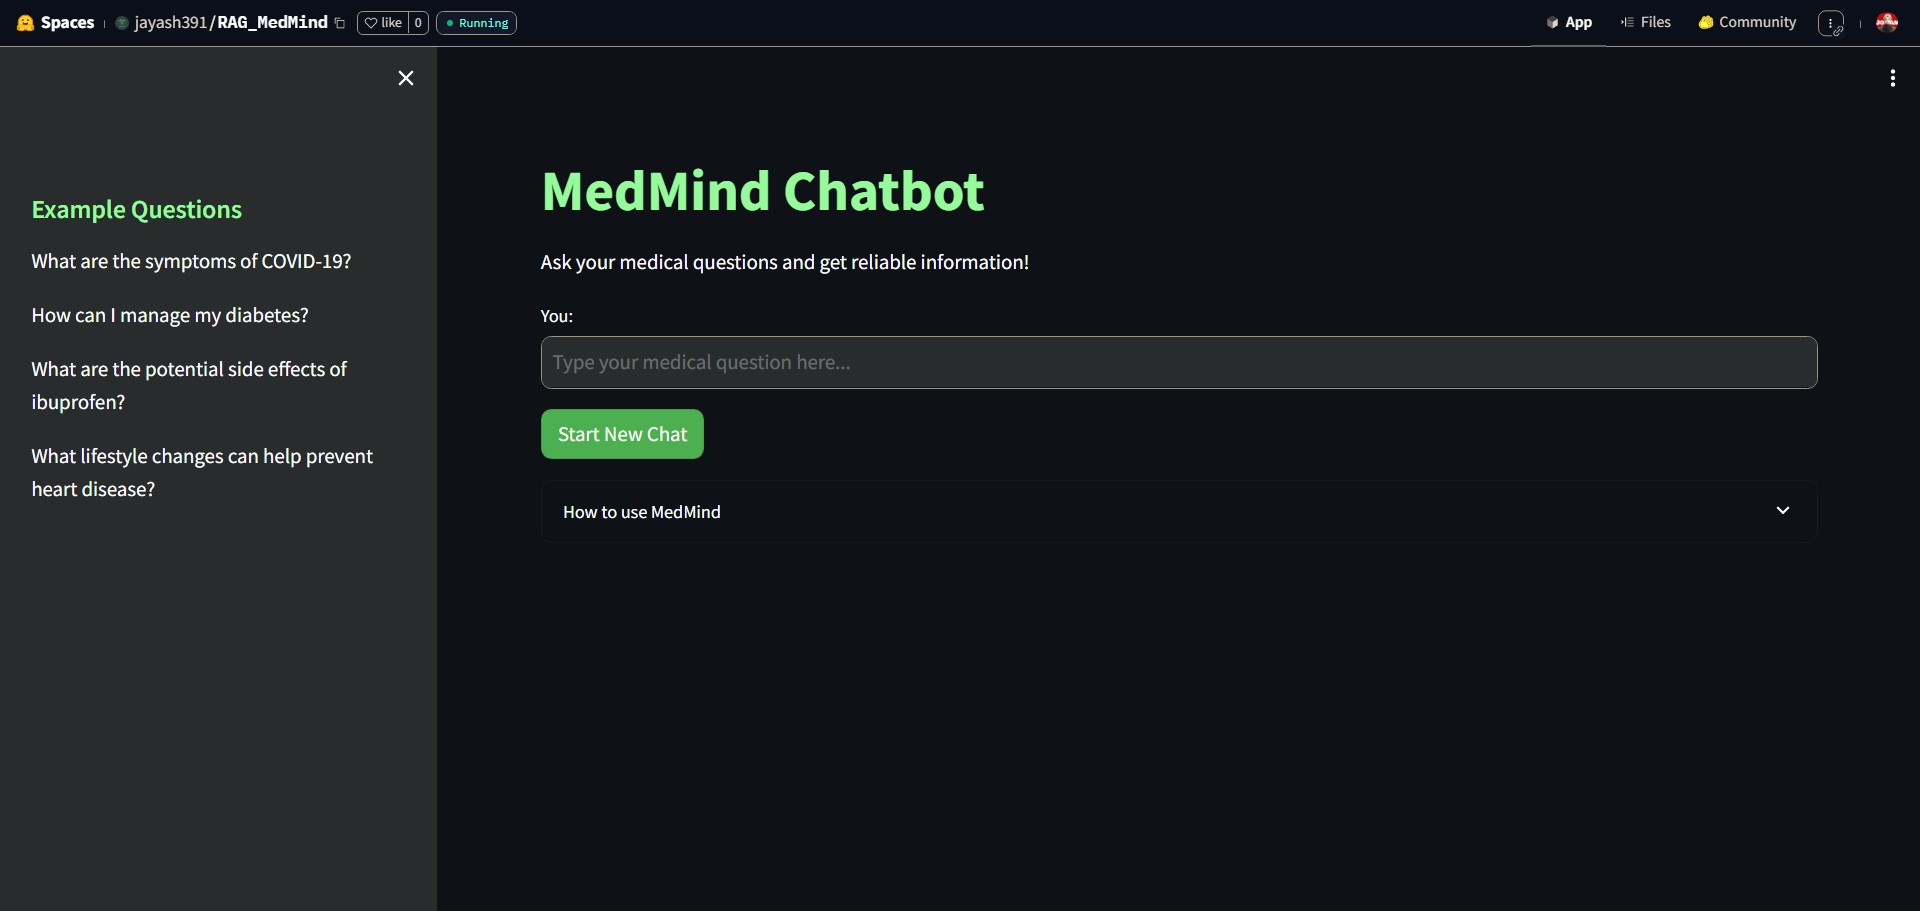 Spaces
jayash391/RAG_MedMind
like 0
Running
App
Files
Community
Example Questions
What are the symptoms of COVID-19?
How can I manage my diabetes?
What are the potential side effects of
ibuprofen?
What lifestyle changes can help prevent
heart disease?
MedMind Chatbot
Ask your medical questions and get reliable information!
You:
Type your medical question here...
Start New Chat
How to use MedMind